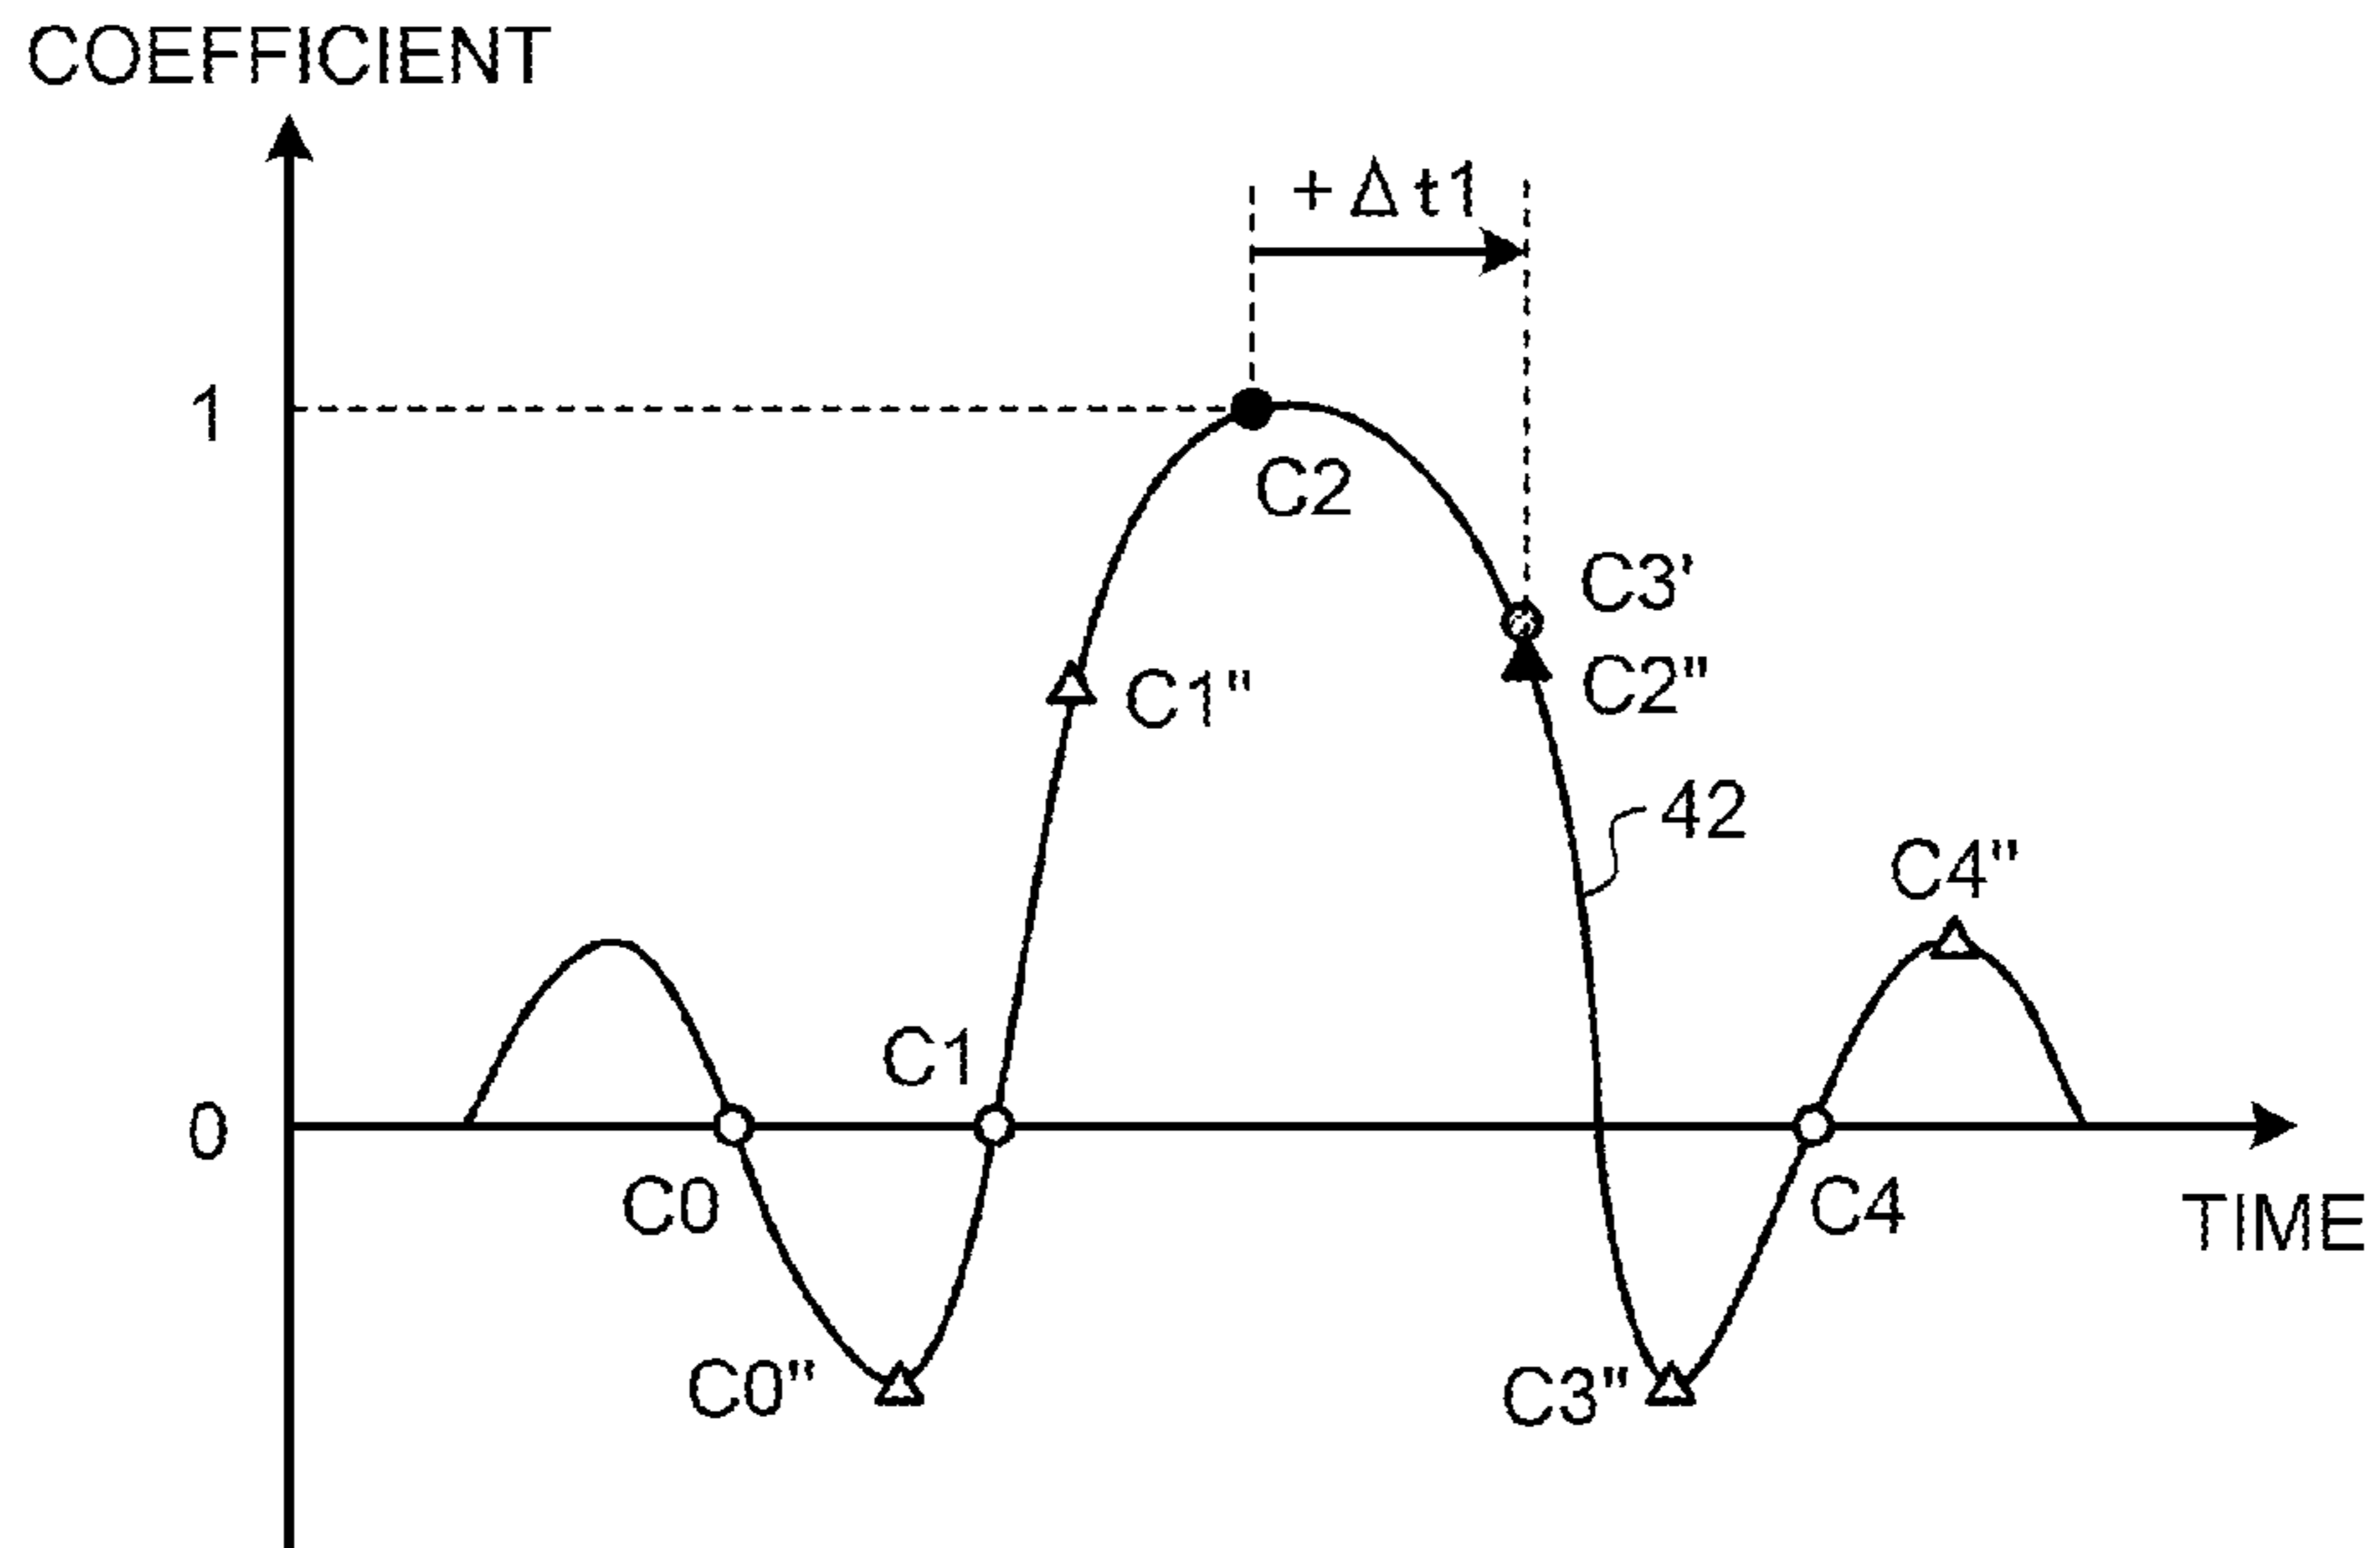 COEFFICIENT
+Δt1
1
C2
C3'
C2"
C1"
42
C4"
C1
0
C0
C4
TIME
C0"
C3"